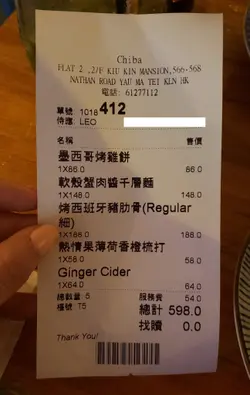 Chiba
FLAT 2 ,2/F KIU KIN MANSION,566-568
NATHAN ROAD YAU MA TEI KLN HK
電話: 61277112
單號 1018 412
侍應 LEO
名稱 售價
墨西哥烤雞餅
1X86.0 86.0
軟殼蟹肉醬千層麵
1X148.0 148.0
烤西班牙豬肋骨(Regular
細)
1X188.0 188.0
熱情果薄荷香橙梳打
1X58.0 58.0
Ginger Cider
1X64.0 64.0
總數量 5 服務費 54.0
檯號 T5 總計 598.0
找讀 0.0
Thank You!